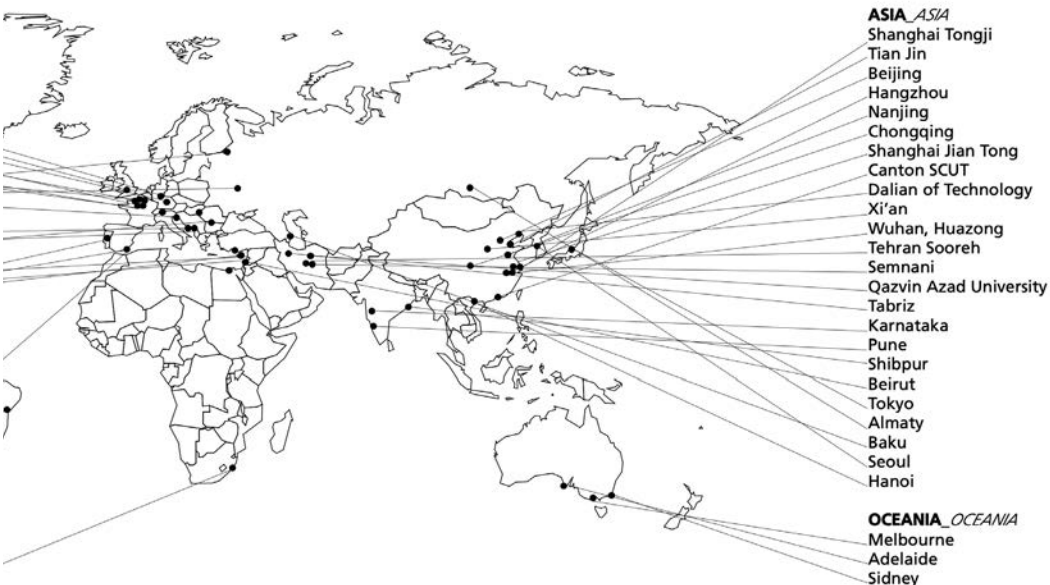 ASIA_ASIA
Shanghai Tongji
Tian Jin
Beijing
Hangzhou
Nanjing
Chongqing
Shanghai Jian Tong
Canton SCUT
Dalian of Technology
Xi'an
Wuhan, Huazong
Tehran Sooreh
Semnani
Qazvin Azad University
Tabriz
Karnataka
Pune
Shibpur
Beirut
Tokyo
Almaty
Baku
Seoul
Hanoi
OCEANIA_OCEANIA
Melbourne
Adelaide
Sidney